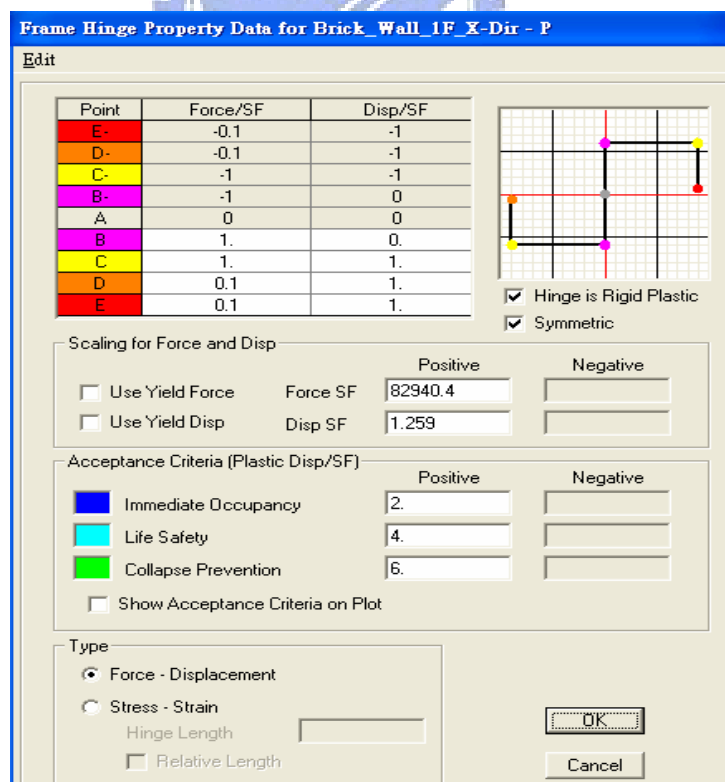 Frame Hinge Property Data for Brick_Wall_1F_X-Dir - P
Edit
Point Force/SF Disp/SF
E- -0.1 -1
D- -0.1 -1
C- -1 -1
B- -1 0
A 0 0
B 1. 0.
C 1. 1.
D 0.1 1.
E 0.1 1.
Hinge is Rigid Plastic
Symmetric
Scaling for Force and Disp
Positive Negative
Use Yield Force Force SF 82940.4
Use Yield Disp Disp SF 1.259
Acceptance Criteria (Plastic Disp/SF)
Positive Negative
Immediate Occupancy 2.
Life Safety 4.
Collapse Prevention 6.
Show Acceptance Criteria on Plot
Type
Force - Displacement
Stress - Strain
Hinge Length
Relative Length
OK
Cancel